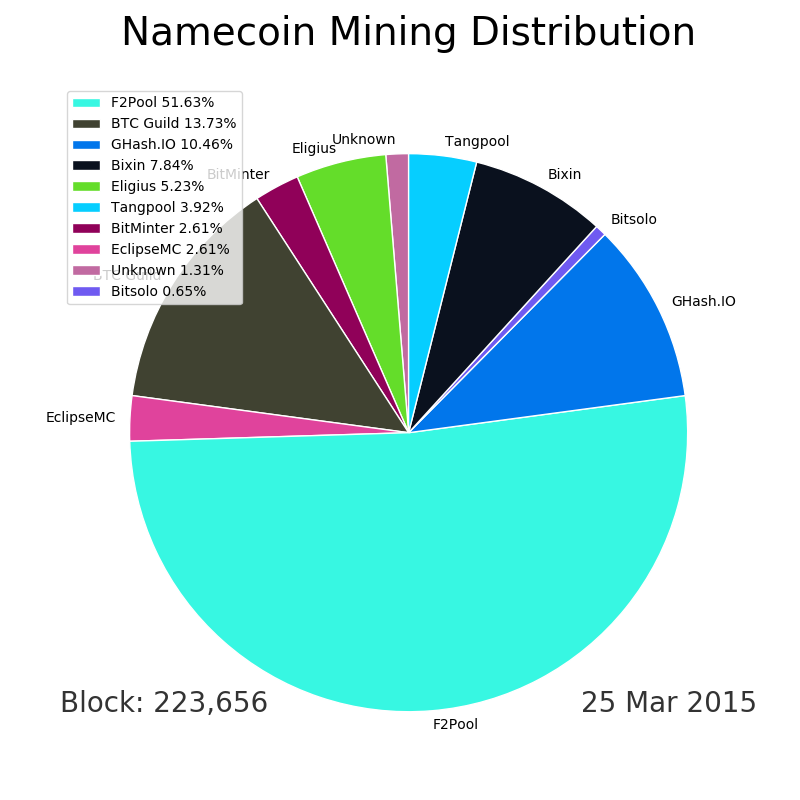 Namecoin Mining Distribution
F2Pool 51.63%
BTC Guild 13.73%
GHash.IO 10.46%
Bixin 7.84%
Eligius 5.23%
Tangpool 3.92%
BitMinter 2.61%
EclipseMC 2.61%
Unknown 1.31%
Bitsolo 0.65%
Unknown
Tangpool
Eligius
BitMinter
Bixin
Bitsolo
BTC Guild
GHash.IO
EclipseMC
F2Pool
Block: 223,656
25 Mar 2015